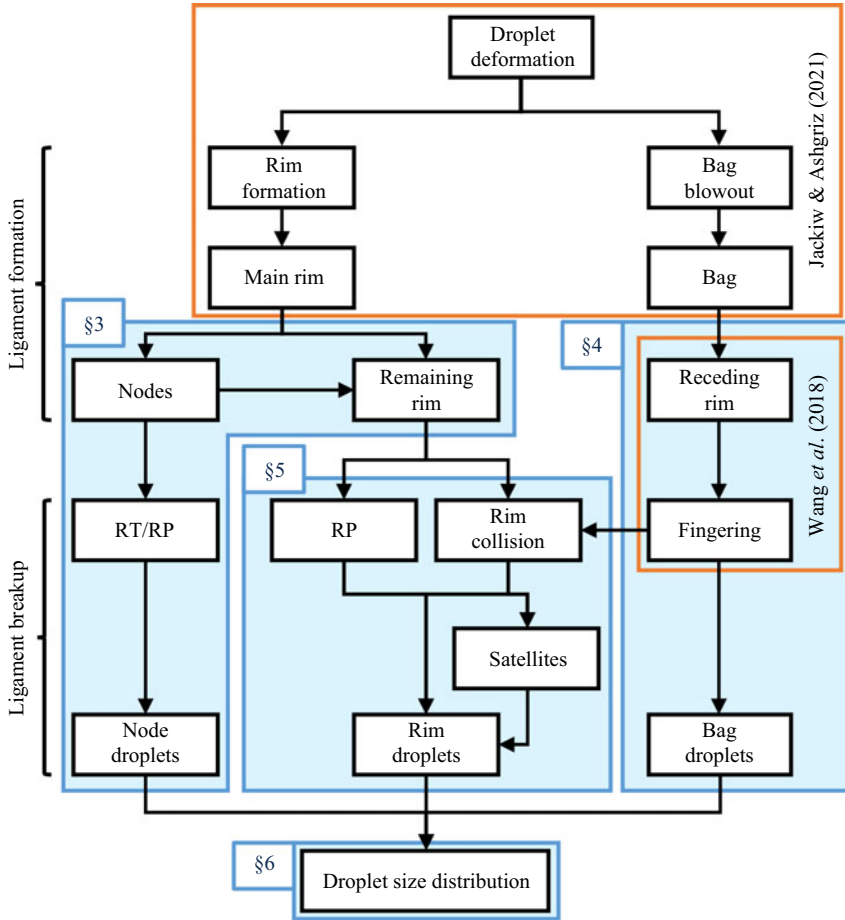 Droplet
deformation
Jackiw & Ashgriz (2021)
Ligament formation
Rim
formation
Bag
blowout
Main rim
Bag
§3
§4
Nodes
Remaining
rim
Receding
rim
Wang et al. (2018)
§5
Ligament breakup
RT/RP
RP
Rim
collision
Fingering
Satellites
Node
droplets
Rim
droplets
Bag
droplets
§6
Droplet size distribution